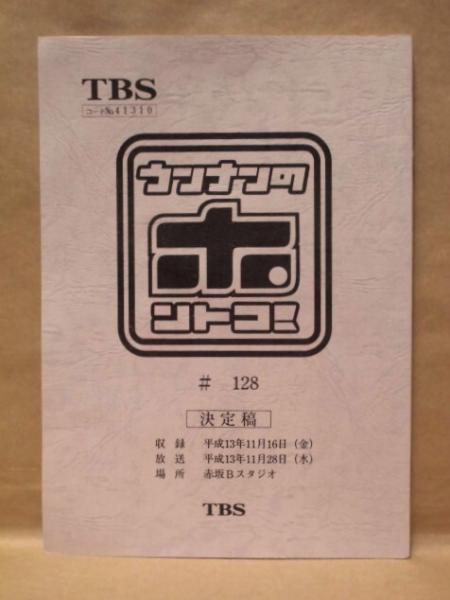 TBS
コードNo.41310
ウンナンの
ホ
ントコ!
# 128
決定稿
収 録 平成13年11月16日(金)
放 送 平成13年11月28日(水)
場 所 赤坂Bスタジオ
TBS